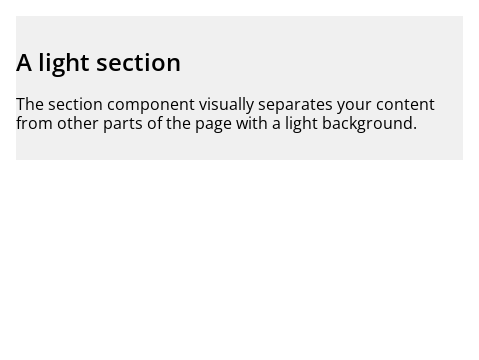 A light section
The section component visually separates your content
from other parts of the page with a light background.